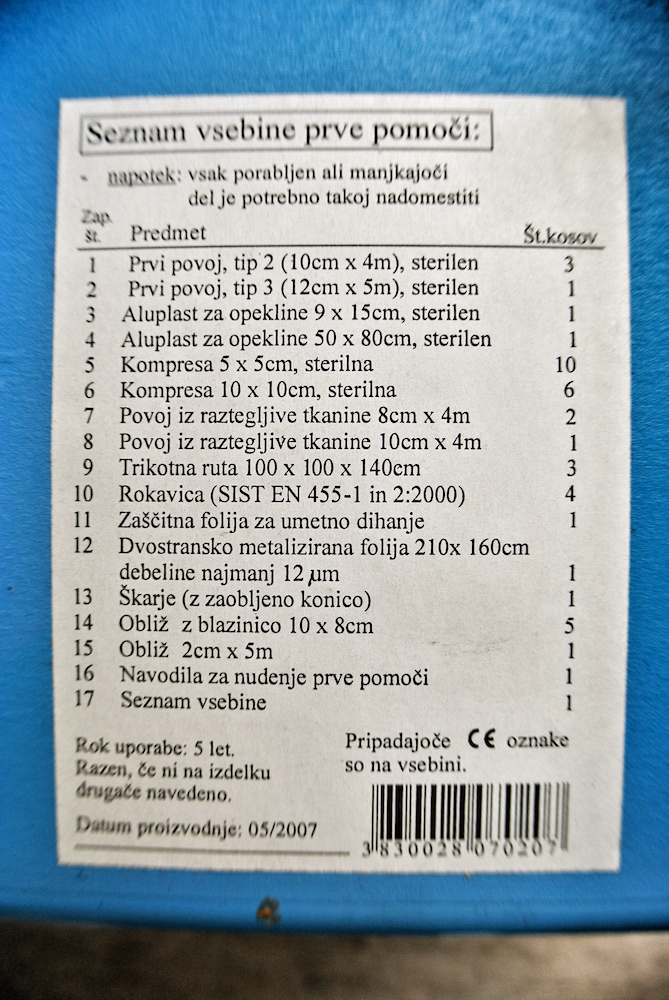 Seznam vsebine prve pomoči:
- napotek: vsak porabljen ali manjkajoči
del je potrebno takoj nadomestiti
Zap.
št. Predmet Št.kosov
1 Prvi povoj, tip 2 (10cm x 4m), sterilen 3
2 Prvi povoj, tip 3 (12cm x 5m), sterilen 1
3 Aluplast za opekline 9 x 15cm, sterilen 1
4 Aluplast za opekline 50 x 80cm, sterilen 1
5 Kompresa 5 x 5cm, sterilna 10
6 Kompresa 10 x 10cm, sterilna 6
7 Povoj iz raztegljive tkanine 8cm x 4m 2
8 Povoj iz raztegljive tkanine 10cm x 4m 1
9 Trikotna ruta 100 x 100 x 140cm 3
10 Rokavica (SIST EN 455-1 in 2:2000) 4
11 Zaščitna folija za umetno dihanje 1
12 Dvostransko metalizirana folija 210x 160cm
debeline najmanj 12 µm 1
13 Škarje (z zaobljeno konico) 1
14 Obliž z blazinico 10 x 8cm 5
15 Obliž 2cm x 5m 1
16 Navodila za nudenje prve pomoči 1
17 Seznam vsebine 1
Rok uporabe: 5 let.
Razen, če ni na izdelku
drugače navedeno.
Datum proizvodnje: 05/2007
Pripadajoče CE oznake
so na vsebini.
3830028070207